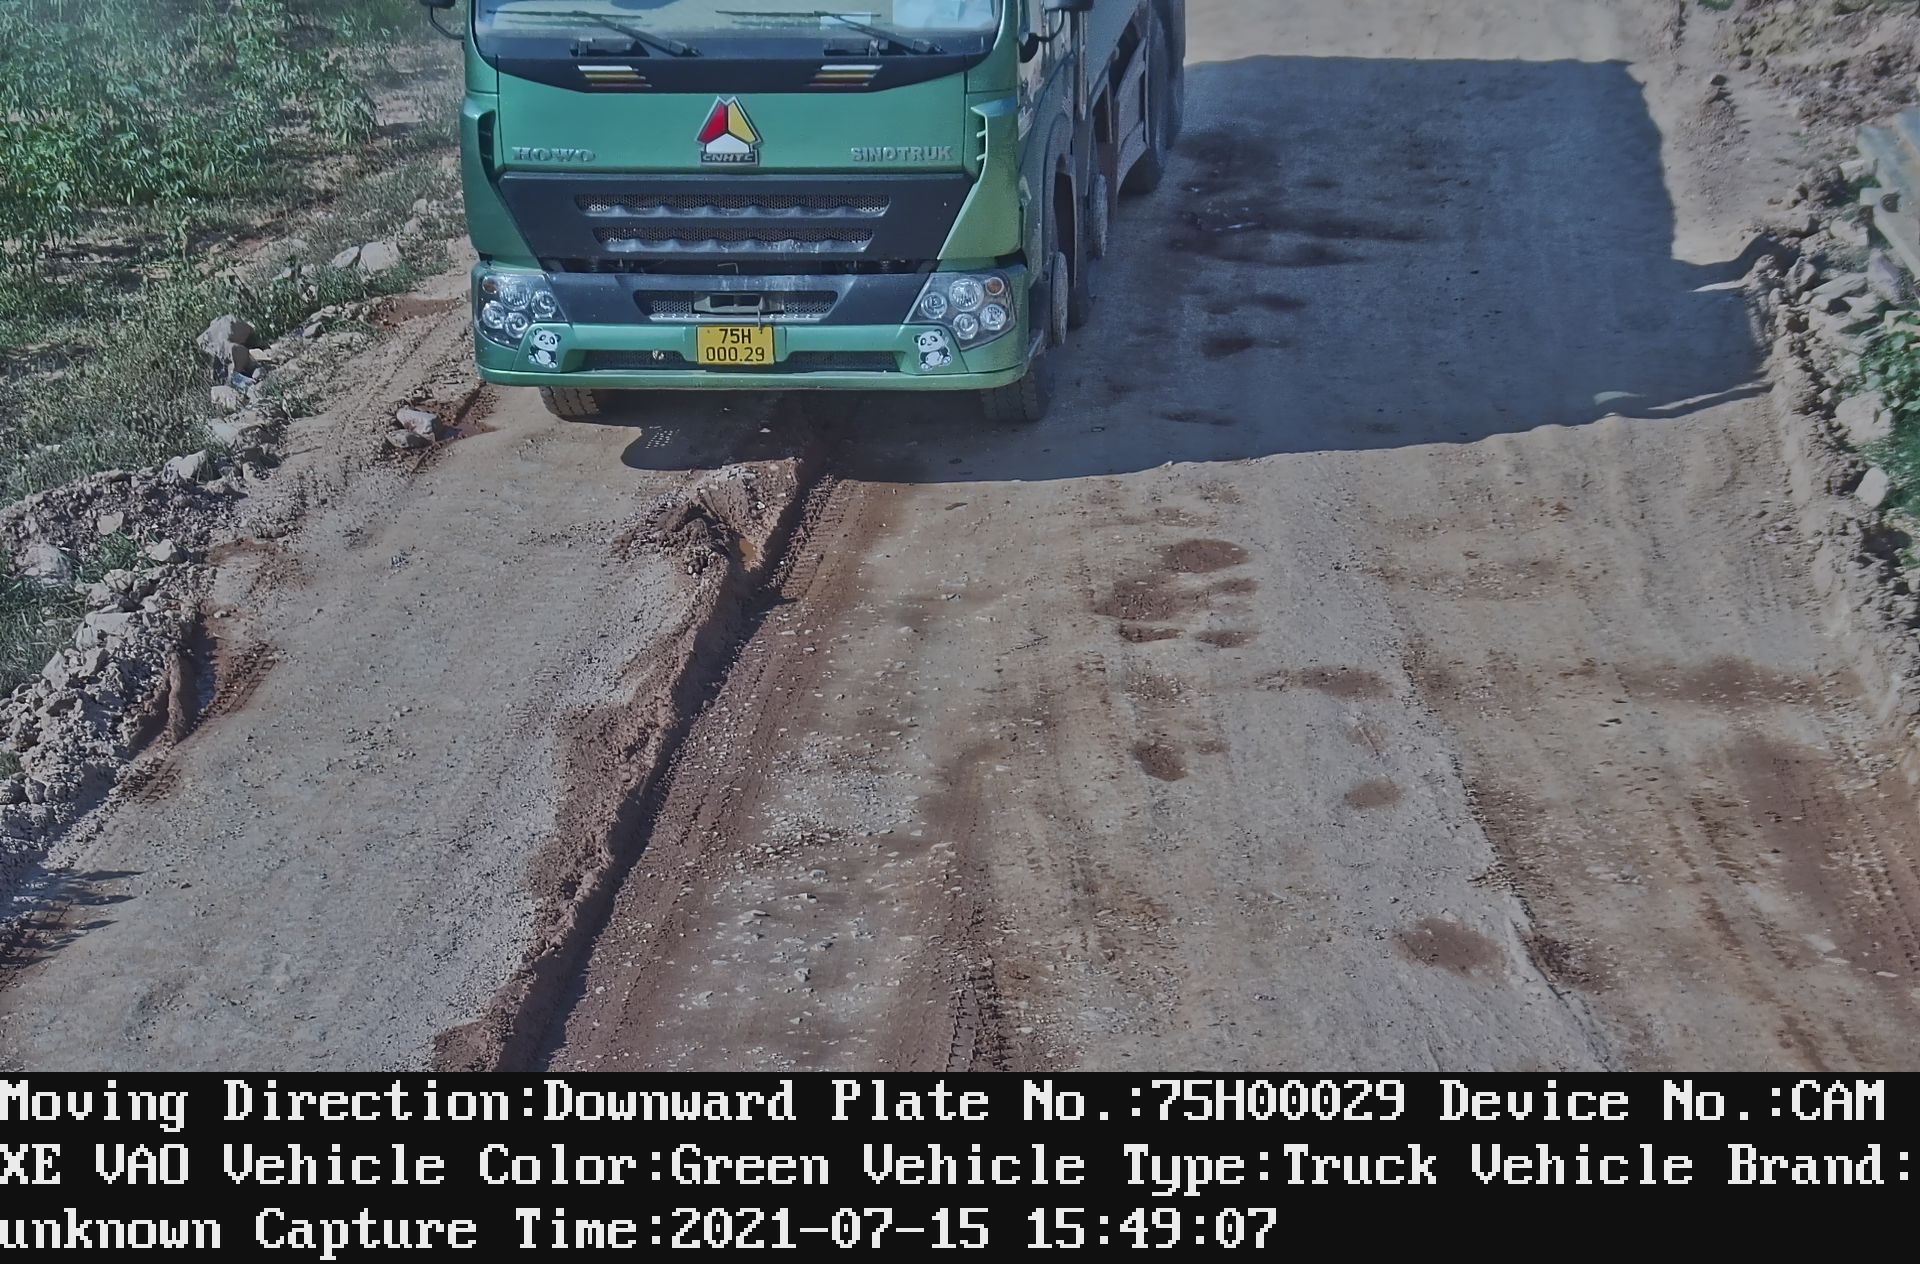 HOWO
CNHTC
SINOTRUK
75H
000.29
Moving Direction:Downward Plate No.:75H00029 Device No.:CAM
XE VAO Vehicle Color:Green Vehicle Type:Truck Vehicle Brand:
unknown Capture Time:2021-07-15 15:49:07